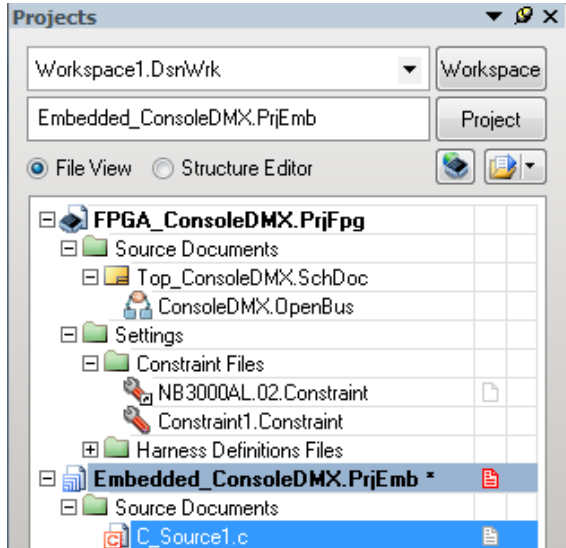 Projects
Workspace1.DsnWrk
Workspace
Embedded_ConsoleDMX.PrjEmb
Project
File View
Structure Editor
FPGA_ConsoleDMX.PrjFpg
Source Documents
Top_ConsoleDMX.SchDoc
ConsoleDMX.OpenBus
Settings
Constraint Files
NB3000AL.02.Constraint
Constraint1.Constraint
Harness Definitions Files
Embedded_ConsoleDMX.PrjEmb *
Source Documents
C_Source1.c